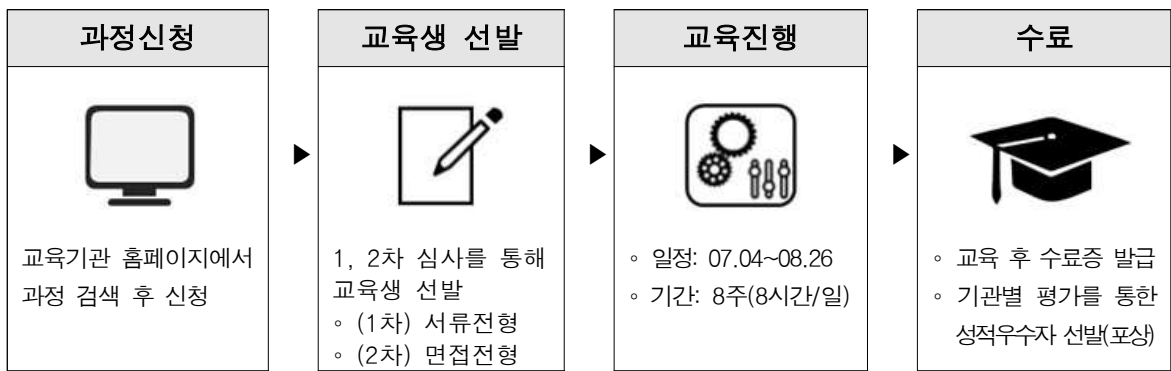 과정신청
교육기관 홈페이지에서
과정 검색 후 신청
▶
교육생 선발
1, 2차 심사를 통해
교육생 선발
◦ (1차) 서류전형
◦ (2차) 면접전형
▶
교육진행
◦ 일정: 07.04~08.26
◦ 기간: 8주(8시간/일)
▶
수료
◦ 교육 후 수료증 발급
◦ 기관별 평가를 통한
성적우수자 선발(포상)